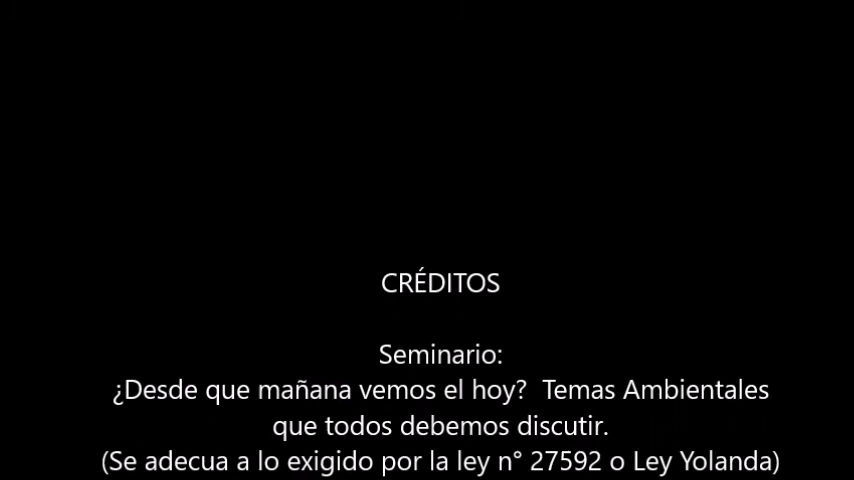 CRÉDITOS
Seminario:
¿Desde que mañana vemos el hoy?  Temas Ambientales
que todos debemos discutir.
(Se adecua a lo exigido por la ley n° 27592 o Ley Yolanda)